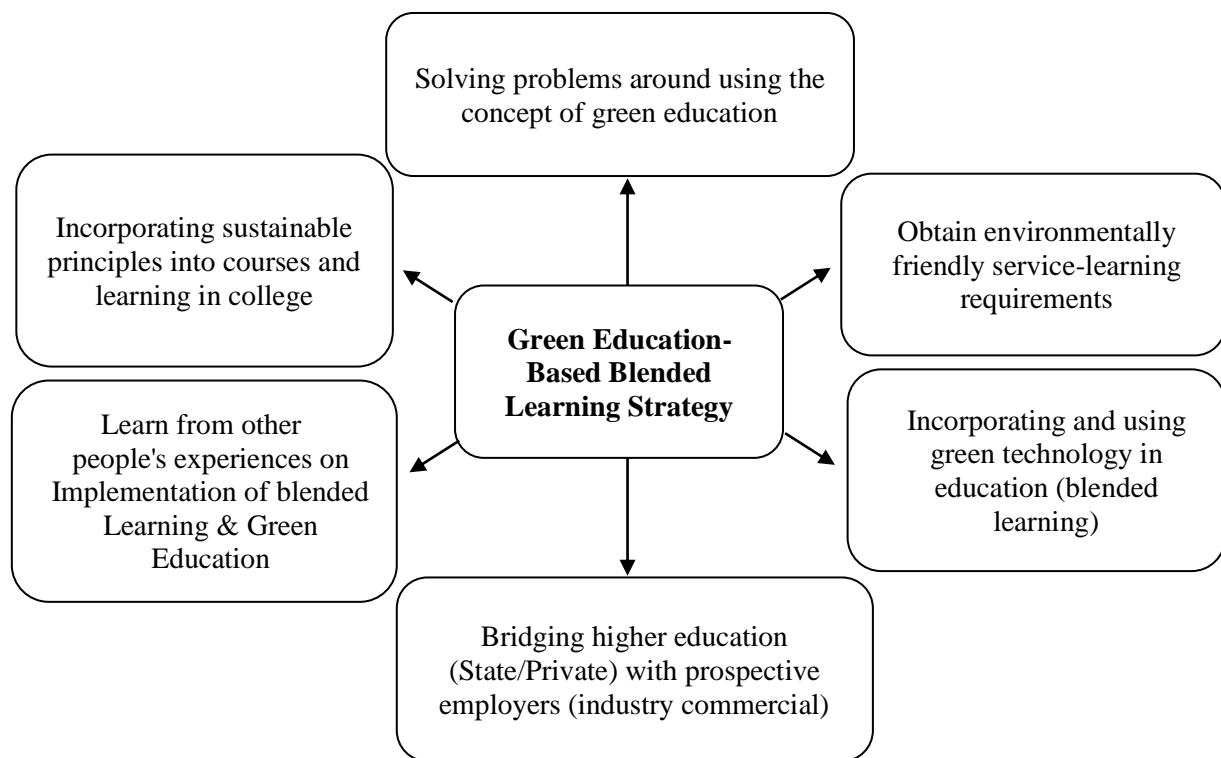 Solving problems around using the
concept of green education
Incorporating sustainable
principles into courses and
learning in college
Obtain environmentally
friendly service-learning
requirements
Green Education-
Based Blended
Learning Strategy
Learn from other
people's experiences on
Implementation of blended
Learning & Green
Education
Incorporating and using
green technology in
education (blended
learning)
Bridging higher education
(State/Private) with prospective
employers (industry commercial)